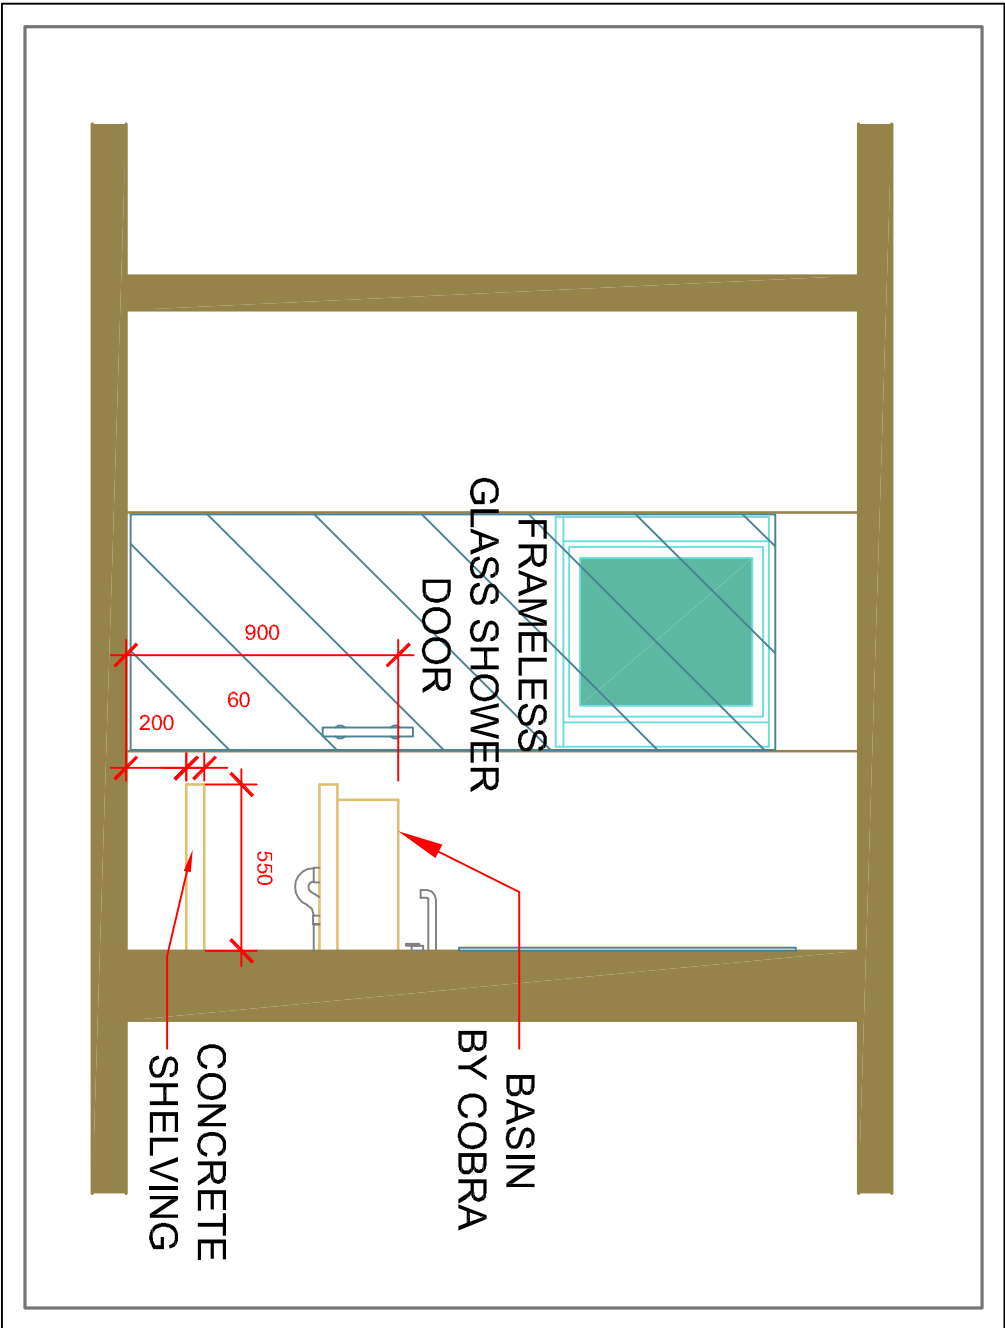 FRAMELESS
GLASS SHOWER
DOOR
900
60
200
550
BASIN
BY COBRA
CONCRETE
SHELVING